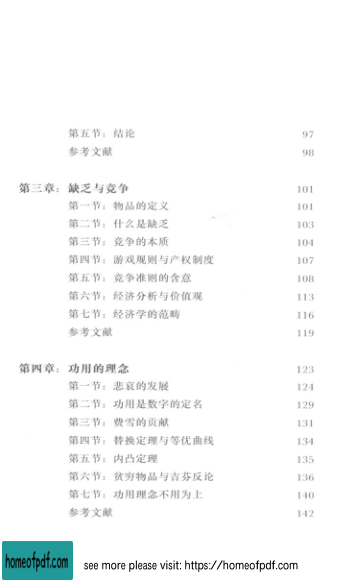 第五节：结论 97
参考文献 98
第三章：缺乏与竞争 101
第一节：物品的定义 101
第二节：什么是缺乏 103
第三节：竞争的本质 104
第四节：游戏规则与产权制度 107
第五节：竞争准则的含意 108
第六节：经济分析与价值观 113
第七节：经济学的范畴 116
参考文献 119
第四章：功用的理念 123
第一节：悲哀的发展 124
第二节：功用是数字的定名 129
第三节：费雪的贡献 131
第四节：替换定理与等优曲线 134
第五节：内凸定理 135
第六节：贫穷物品与吉芬反论 136
第七节：功用理念不用为上 140
参考文献 142
homeofpdf.com see more please visit: https://homeofpdf.com